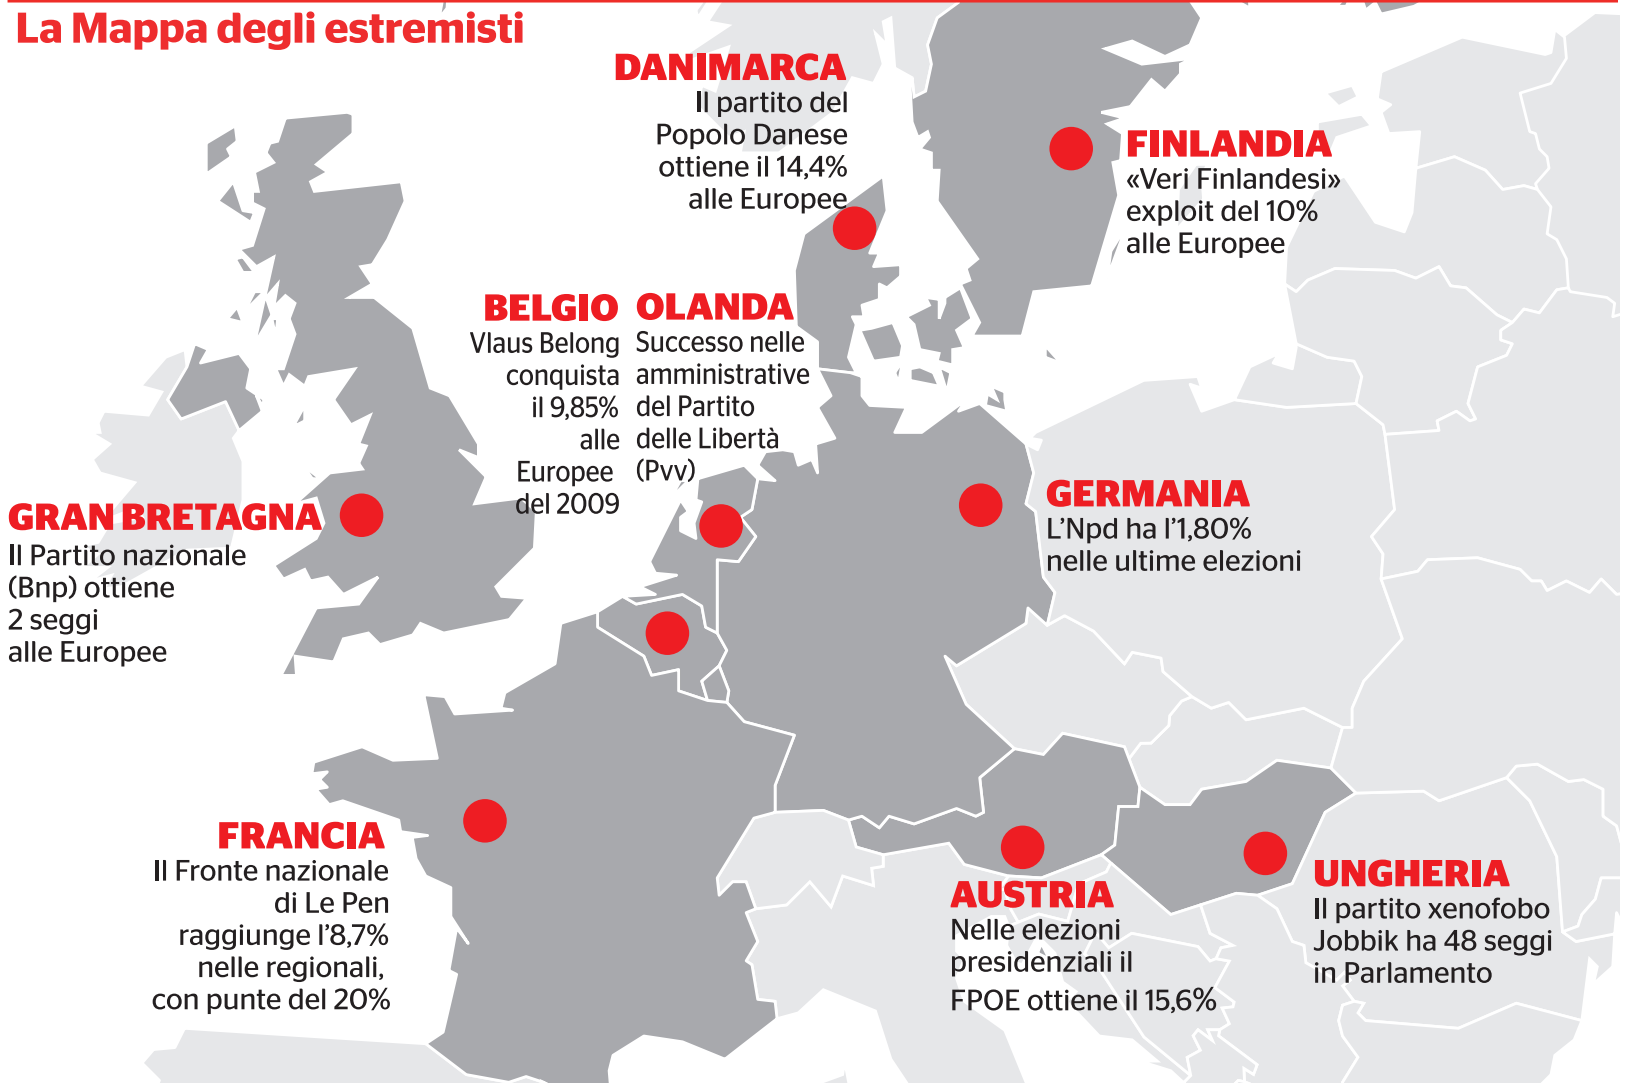 La Mappa degli estremisti
DANIMARCA
Il partito del
Popolo Danese
ottiene il 14,4%
alle Europee
FINLANDIA
«Veri Finlandesi»
exploit del 10%
alle Europee
BELGIO
Vlaus Belong
conquista
il 9,85%
alle
Europee
del 2009
OLANDA
Successo nelle
amministrative
del Partito
delle Libertà
(Pvv)
GRAN BRETAGNA
Il Partito nazionale
(Bnp) ottiene
2 seggi
alle Europee
GERMANIA
L'Npd ha l'1,80%
nelle ultime elezioni
FRANCIA
Il Fronte nazionale
di Le Pen
raggiunge l'8,7%
nelle regionali,
con punte del 20%
AUSTRIA
Nelle elezioni
presidenziali il
FPOE ottiene il 15,6%
UNGHERIA
Il partito xenofobo
Jobbik ha 48 seggi
in Parlamento